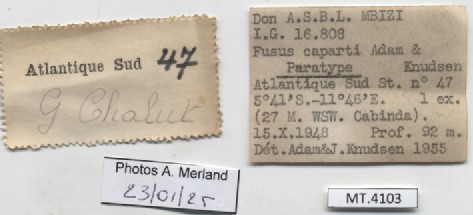 Atlantique Sud 47
G Chalut
Don A.S.B.L. MBIZI
I.G. 16.808
Fusus caparti Adam &
Paratype Knudsen
Atlantique Sud St. n° 47
5°41'S.-11°46'E. 1 ex.
(27 M. WSW. Cabinda).
15.X.1948 Prof. 92 m.
Dét.Adam&J.Knudsen 1955
Photos A. Merland
23/01/25
MT.4103